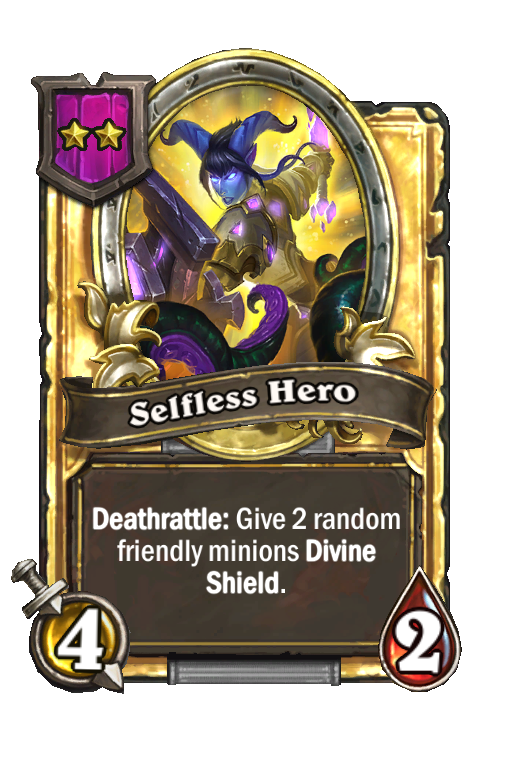 Selfless Hero
Deathrattle: Give 2 random
friendly minions Divine
Shield.
4
2